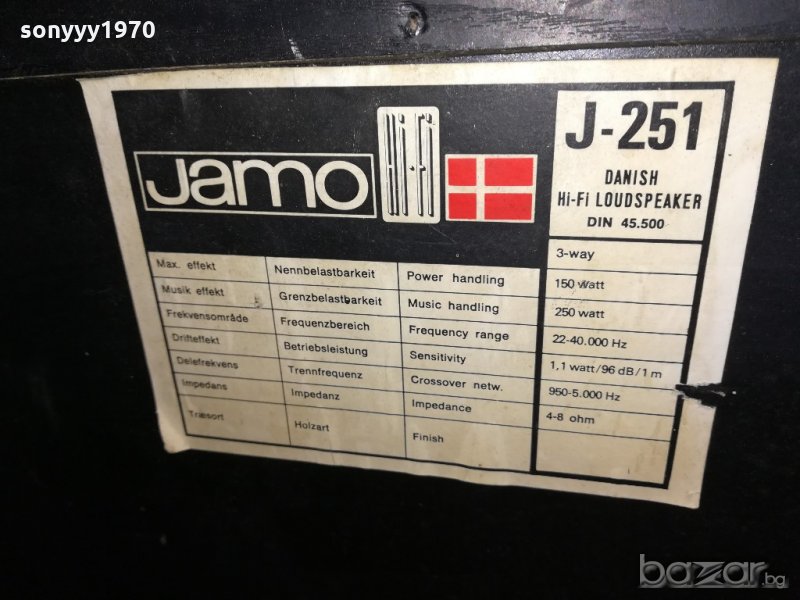 sonyyy1970
Jamo
Hi-Fi
J-251
DANISH
Hi-Fi LOUDSPEAKER
DIN 45.500
3-way
Max. effekt Nennbelastbarkeit Power handling 150 watt
Musik effekt Grenzbelastbarkeit Music handling 250 watt
Frekvensområde Frequenzbereich Frequency range 22-40.000 Hz
Drifteffekt Betriebsleistung Sensitivity 1,1 watt/96 dB/1 m
Delefrekvens Trennfrequenz Crossover netw. 950-5.000 Hz
Impedans Impedanz Impedance 4-8 ohm
Træsort Holzart Finish
bazar.bg